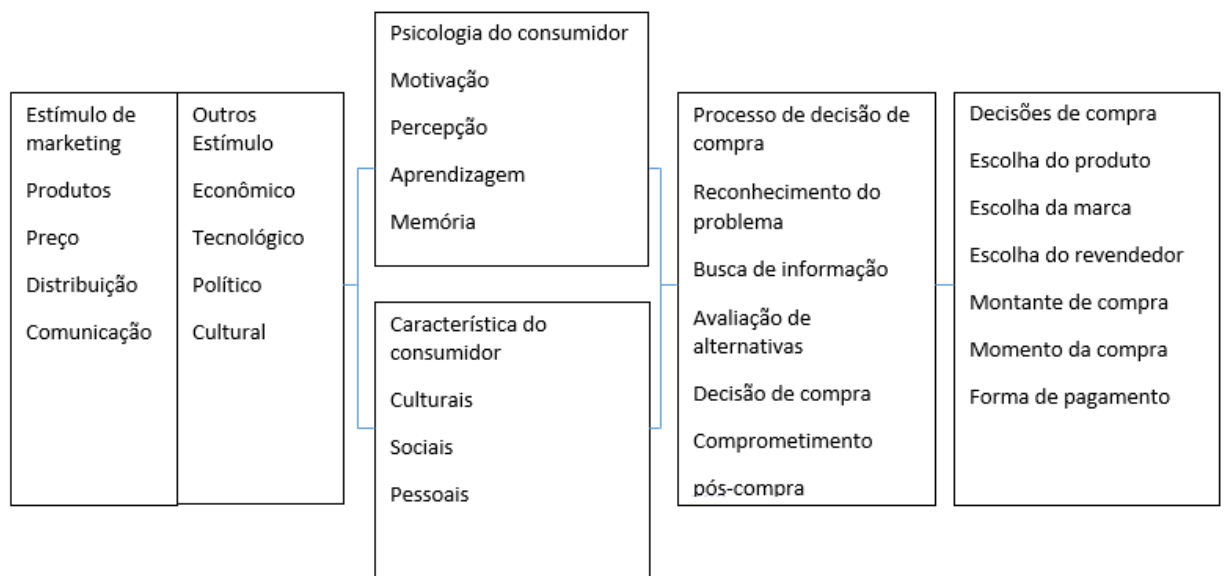 Estímulo de
marketing
Produtos
Preço
Distribuição
Comunicação
Outros
Estímulo
Econômico
Tecnológico
Político
Cultural
Psicologia do consumidor
Motivação
Percepção
Aprendizagem
Memória
Característica do
consumidor
Culturais
Sociais
Pessoais
Processo de decisão de
compra
Reconhecimento do
problema
Busca de informação
Avaliação de
alternativas
Decisão de compra
Comprometimento
pós-compra
Decisões de compra
Escolha do produto
Escolha da marca
Escolha do revendedor
Montante de compra
Momento da compra
Forma de pagamento